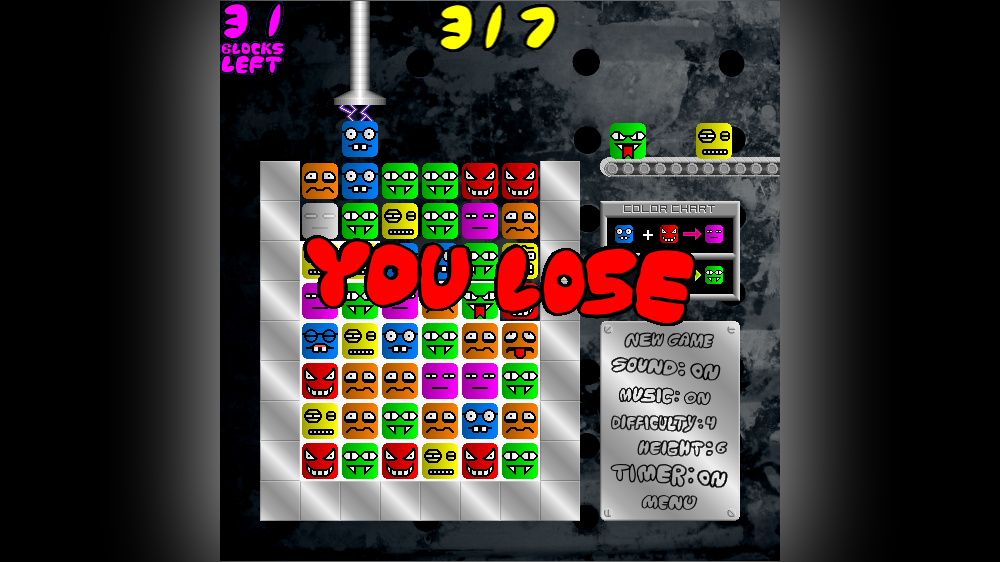 31
BLOCKS
LEFT
317
COLOR CHART
+
YOU LOSE
NEW GAME
SOUND: ON
MUSIC: ON
DIFFICULTY: 4
HEIGHT: 6
TIMER: ON
MENU